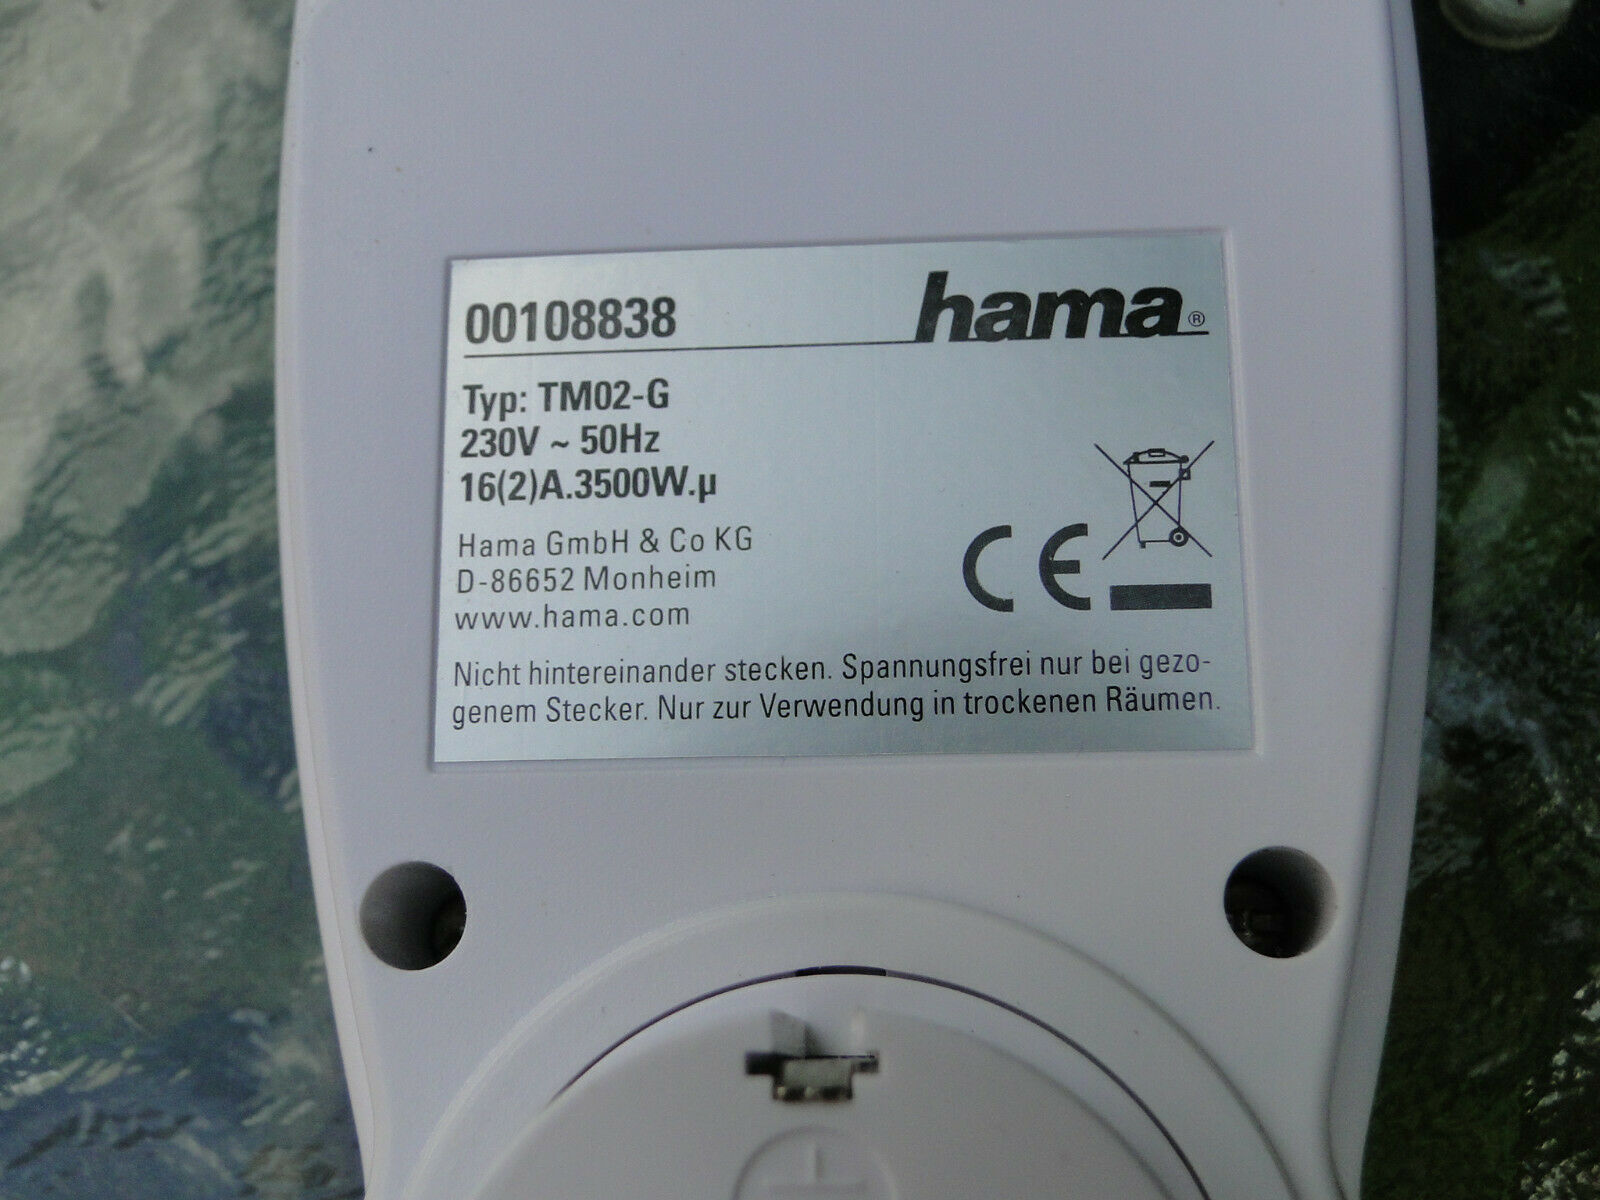 00108838 hama®
Typ: TM02-G
230V ~ 50Hz
16(2)A.3500W.µ
Hama GmbH & Co KG
D-86652 Monheim
www.hama.com
CE
Nicht hintereinander stecken. Spannungsfrei nur bei gezo-
genem Stecker. Nur zur Verwendung in trockenen Räumen.